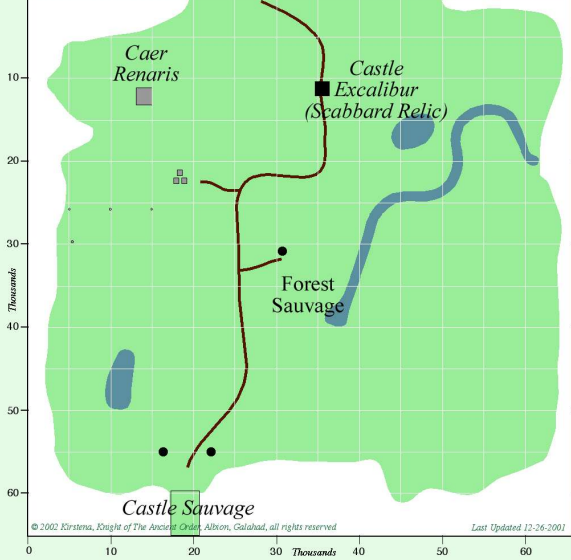 Caer
Renaris
Castle
Excalibur
(Scabbard Relic)
10
20
30
Forest
Sauvage
Thousands
40
50
60
Castle Sauvage
© 2002 Kirstena, Knight of The Ancient Order, Albion, Galahad, all rights reserved
Last Updated 12-26-2001
0
10
20
30
Thousands
40
50
60